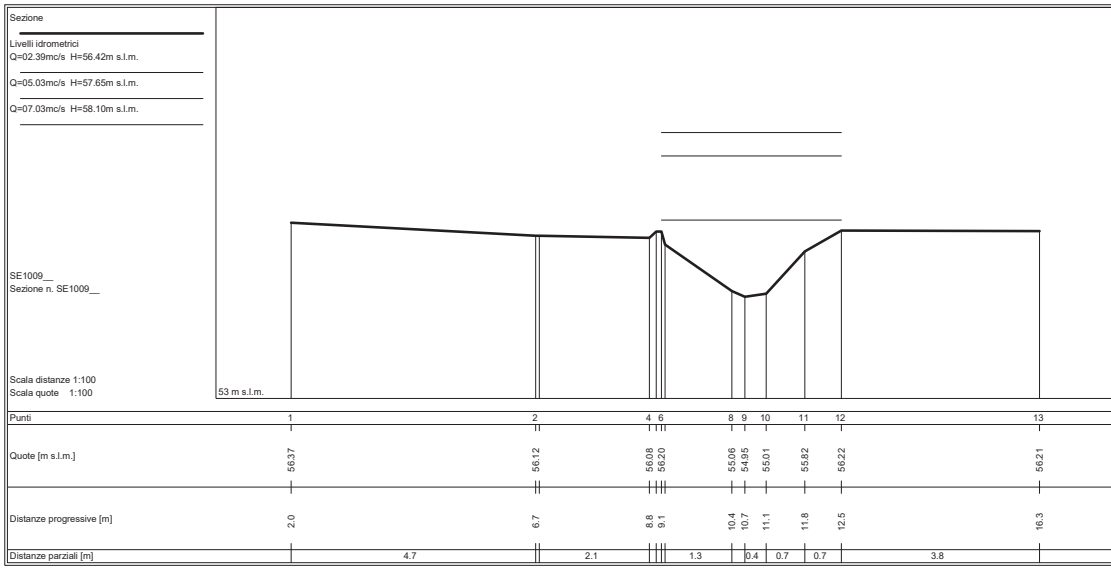 Sezione
Livelli idrometrici
Q=02.39mc/s H=56.42m s.l.m.
Q=05.03mc/s H=57.65m s.l.m.
Q=07.03mc/s H=58.10m s.l.m.
SE1009__
Sezione n. SE1009__
Scala distanze 1:100
Scala quote 1:100
53 m s.l.m.
Punti 1 2 4 6 8 9 10 11 12 13
Quote [m s.l.m.] 56.37 56.12 56.08 56.20 55.06 54.95 55.01 55.82 56.22 56.21
Distanze progressive [m] 2.0 6.7 8.8 9.1 10.4 10.7 11.1 11.8 12.5 16.3
Distanze parziali [m] 4.7 2.1 1.3 0.4 0.7 0.7 3.8